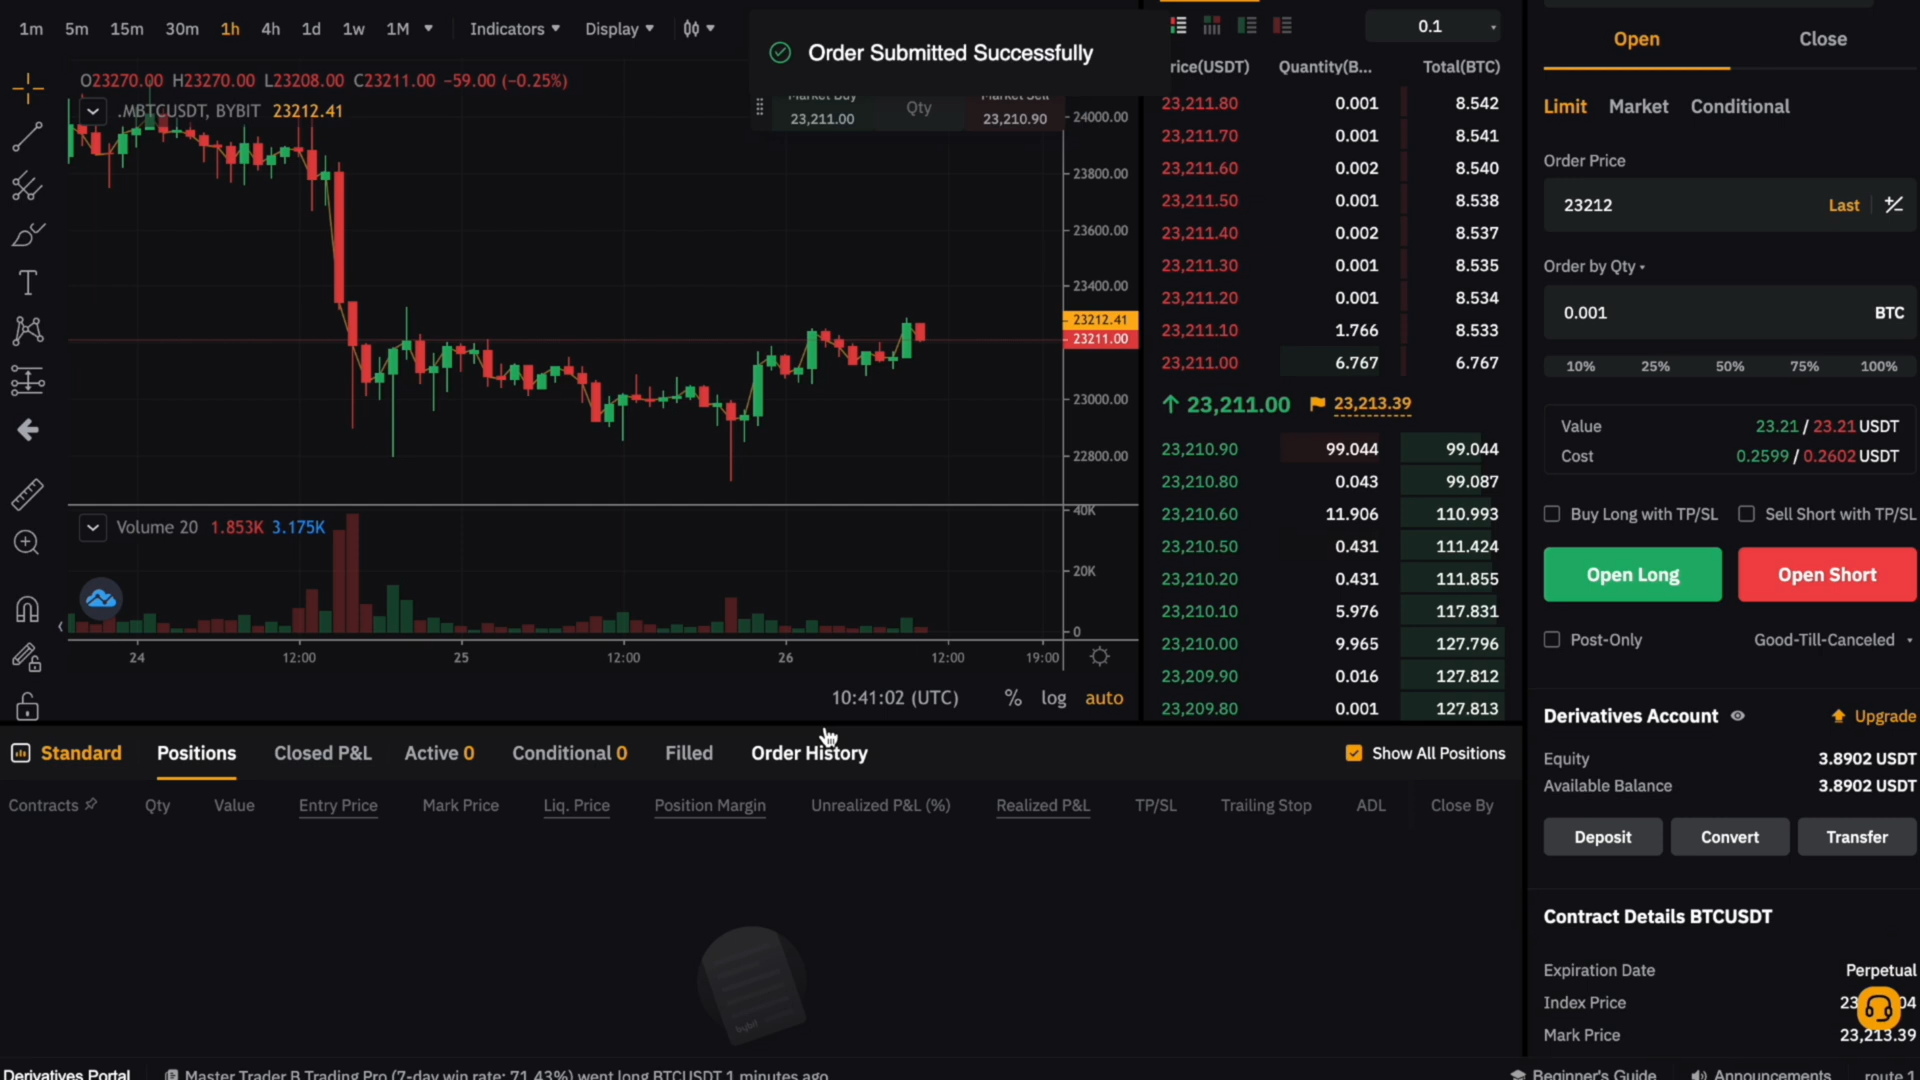 1m 5m 15m 30m 1h 4h 1d 1w 1M Indicators Display
Order Submitted Successfully
O23270.00 H23270.00 L23208.00 C23211.00 −59.00 (−0.25%)
.MBTCUSDT, BYBIT 23212.41
Market Buy
23,211.00
Qty
Market Sell
23,210.90
24000.00
23800.00
23600.00
23400.00
23212.41
23211.00
23000.00
22800.00
Volume 20 1.853K 3.175K
40K
20K
0
24 12:00 25 12:00 26 12:00 19:00
10:41:02 (UTC) % log auto
0.1
rice(USDT) Quantity(B... Total(BTC)
23,211.80 0.001 8.542
23,211.70 0.001 8.541
23,211.60 0.002 8.540
23,211.50 0.001 8.538
23,211.40 0.002 8.537
23,211.30 0.001 8.535
23,211.20 0.001 8.534
23,211.10 1.766 8.533
23,211.00 6.767 6.767
23,211.00 23,213.39
23,210.90 99.044 99.044
23,210.80 0.043 99.087
23,210.60 11.906 110.993
23,210.50 0.431 111.424
23,210.20 0.431 111.855
23,210.10 5.976 117.831
23,210.00 9.965 127.796
23,209.90 0.016 127.812
23,209.80 0.001 127.813
Open Close
Limit Market Conditional
Order Price
23212 Last
Order by Qty
0.001 BTC
10% 25% 50% 75% 100%
Value 23.21 / 23.21 USDT
Cost 0.2599 / 0.2602 USDT
Buy Long with TP/SL Sell Short with TP/SL
Open Long Open Short
Post-Only Good-Till-Canceled
Derivatives Account Upgrade
Equity 3.8902 USDT
Available Balance 3.8902 USDT
Deposit Convert Transfer
Contract Details BTCUSDT
Expiration Date Perpetual
Index Price 23 04
Mark Price 23,213.39
Standard Positions Closed P&L Active 0 Conditional 0 Filled Order History Show All Positions
Contracts Qty Value Entry Price Mark Price Liq. Price Position Margin Unrealized P&L (%) Realized P&L TP/SL Trailing Stop ADL Close By
bybit
Derivatives Portal Master Trader B Trading Pro (7-day win rate: 71.43%) went long BTCUSDT 1 minutes ago Beginner's Guide Announcements route 1